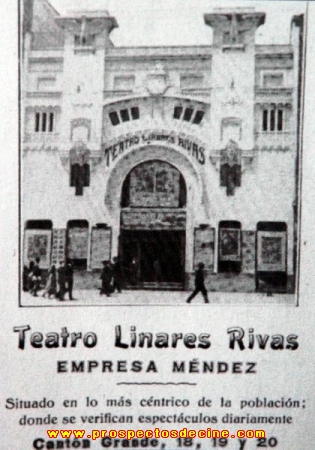 TEATRO LINARES RIVAS
Teatro Linares Rivas
EMPRESA MÉNDEZ
Situado en lo más céntrico de la población;
donde se verifican espectáculos diariamente
www.prospectosdecine.com
Canton Grande, 18, 19 y 20